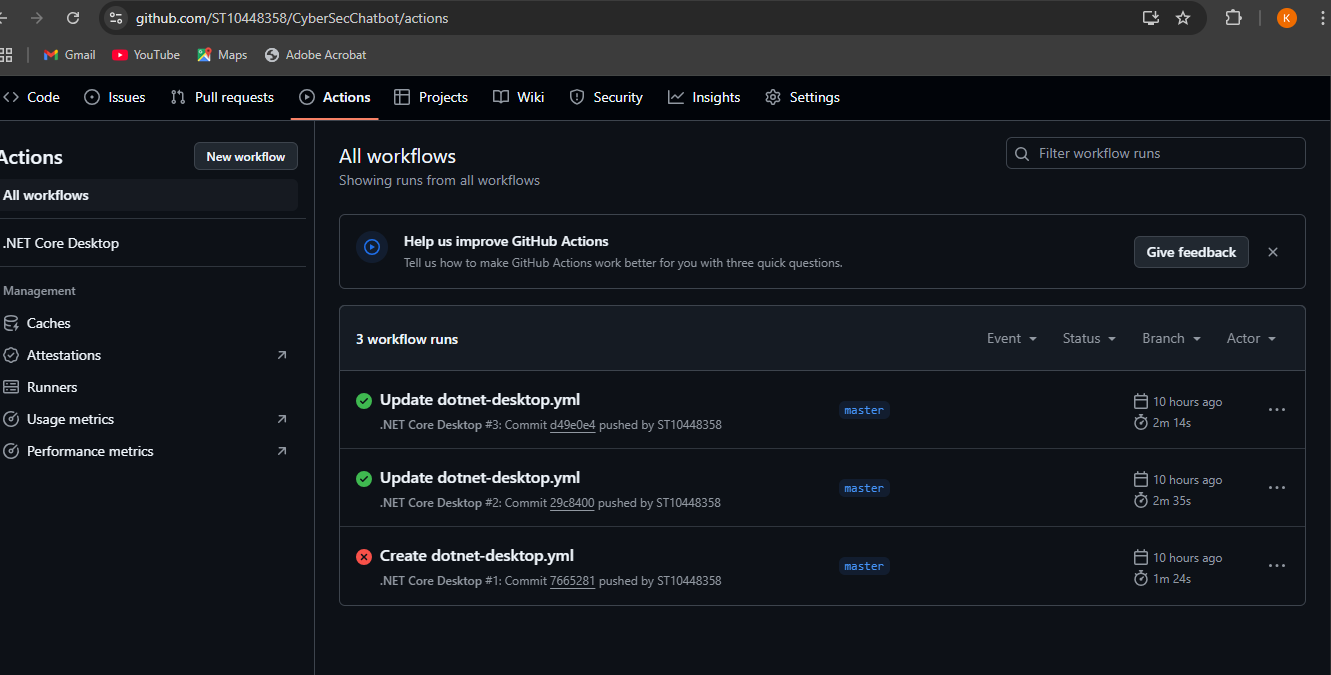 github.com/ST10448358/CyberSecChatbot/actions
K
Gmail YouTube Maps Adobe Acrobat
Code Issues Pull requests Actions Projects Wiki Security Insights Settings
Actions
New workflow
All workflows
.NET Core Desktop
Management
Caches
Attestations
Runners
Usage metrics
Performance metrics
All workflows
Showing runs from all workflows
Filter workflow runs
Help us improve GitHub Actions
Tell us how to make GitHub Actions work better for you with three quick questions.
Give feedback
3 workflow runs
Event Status Branch Actor
Update dotnet-desktop.yml
.NET Core Desktop #3: Commit d49e0e4 pushed by ST10448358
master
10 hours ago
2m 14s
Update dotnet-desktop.yml
.NET Core Desktop #2: Commit 29c8400 pushed by ST10448358
master
10 hours ago
2m 35s
Create dotnet-desktop.yml
.NET Core Desktop #1: Commit 7665281 pushed by ST10448358
master
10 hours ago
1m 24s